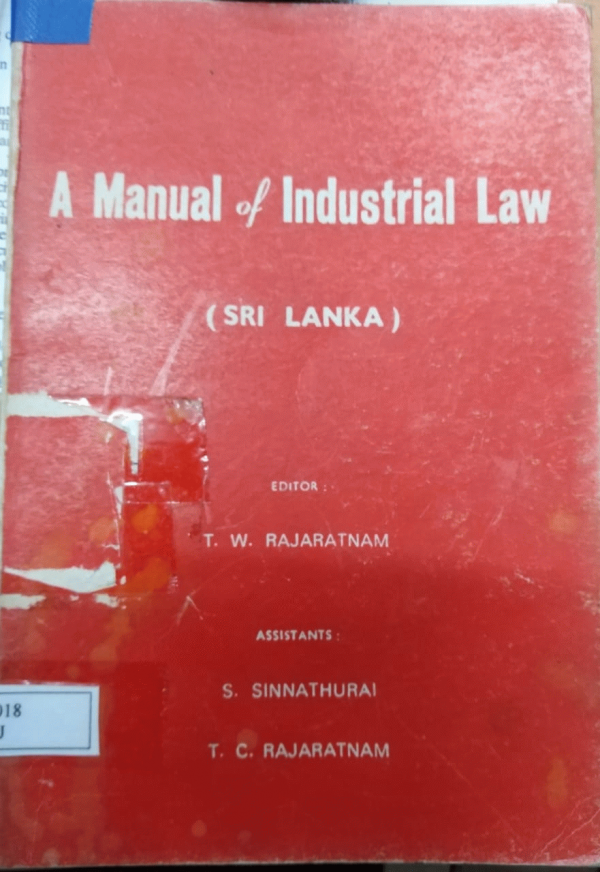 A Manual of Industrial Law
(SRI LANKA)
EDITOR :
T. W. RAJARATNAM
ASSISTANTS :
S. SINNATHURAI
T. C. RAJARATNAM
018
J